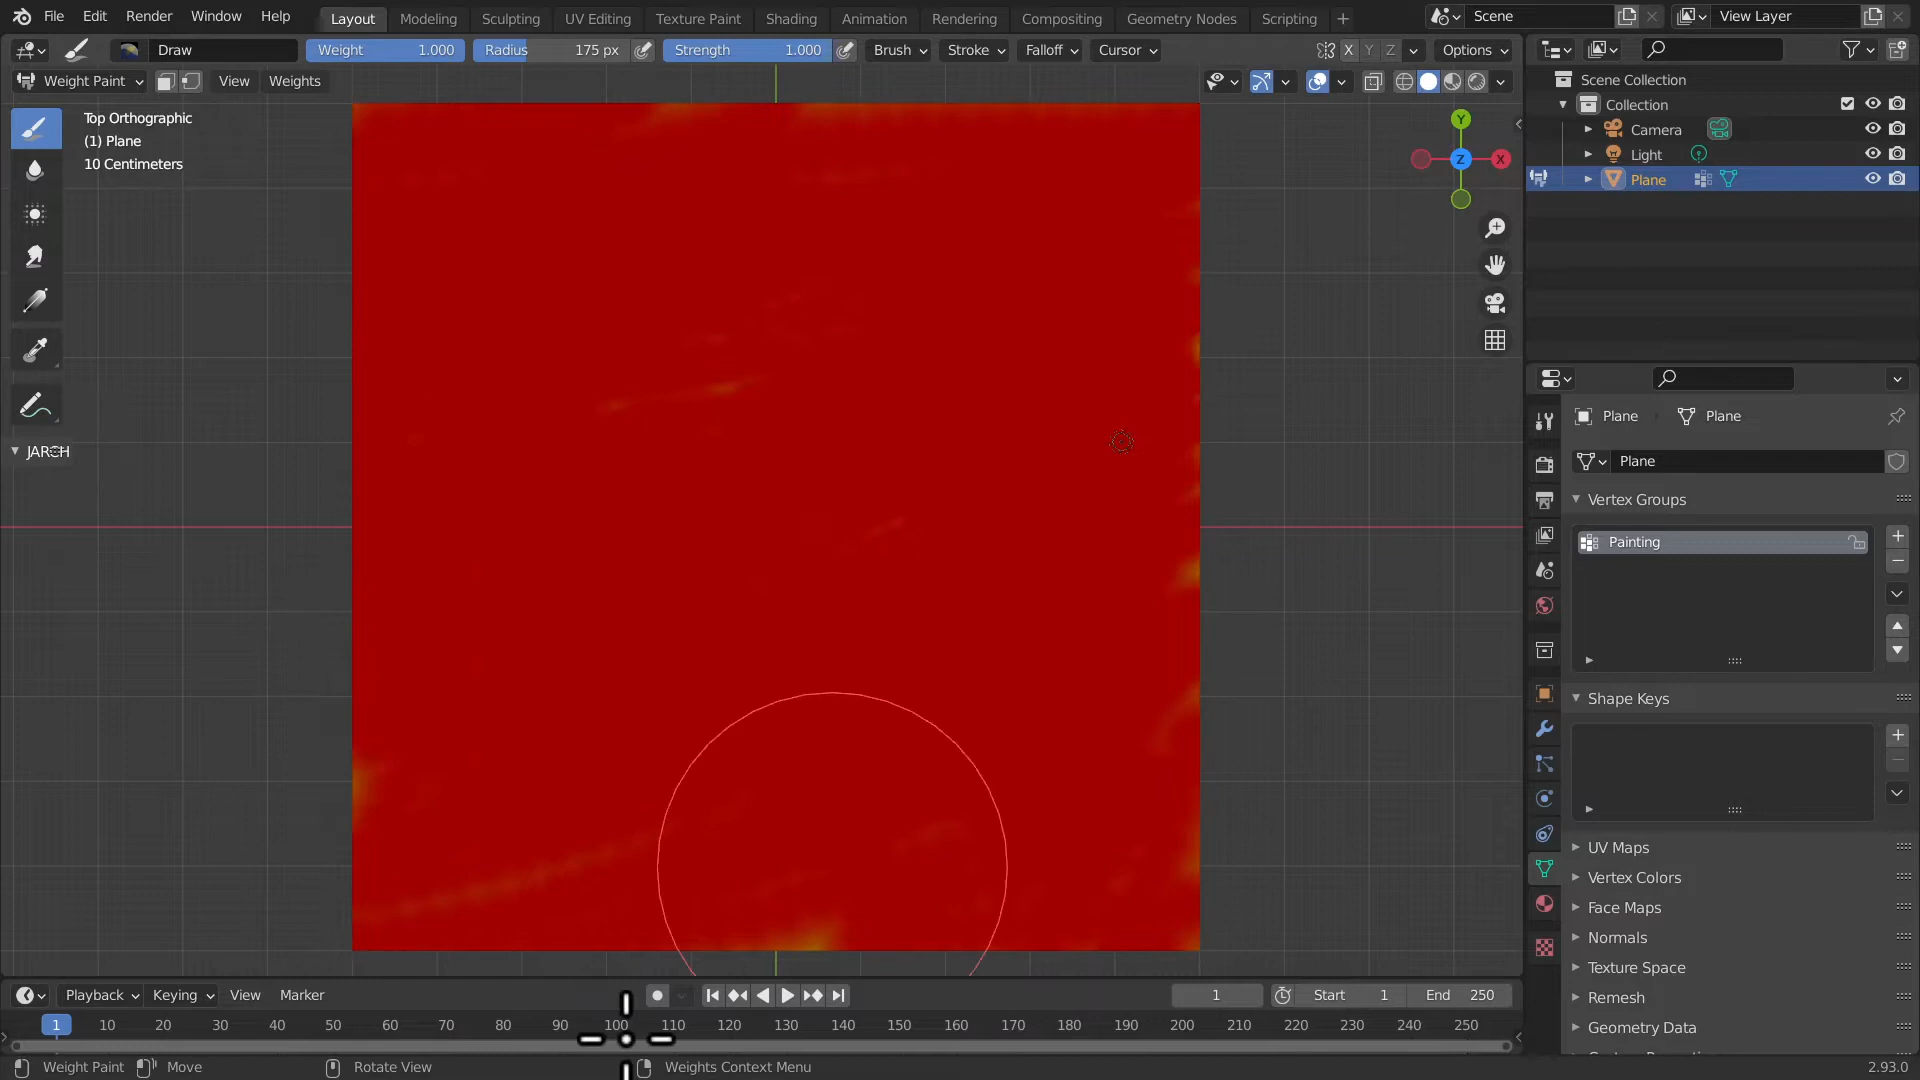 File Edit Render Window Help Layout Modeling Sculpting UV Editing Texture Paint Shading Animation Rendering Compositing Geometry Nodes Scripting + Scene View Layer
Draw Weight 1.000 Radius 175 px Strength 1.000 Brush Stroke Falloff Cursor X Y Z Options
Weight Paint View Weights
Scene Collection
Collection
Camera
Light
Plane
Top Orthographic
(1) Plane
10 Centimeters
Y
Z
X
JARCH
Plane Plane
Plane
Vertex Groups
Painting
Shape Keys
UV Maps
Vertex Colors
Face Maps
Normals
Texture Space
Remesh
Geometry Data
Playback Keying View Marker 1 Start 1 End 250
1 10 20 30 40 50 60 70 80 90 100 110 120 130 140 150 160 170 180 190 200 210 220 230 240 250
Weight Paint Move Rotate View Weights Context Menu 2.93.0